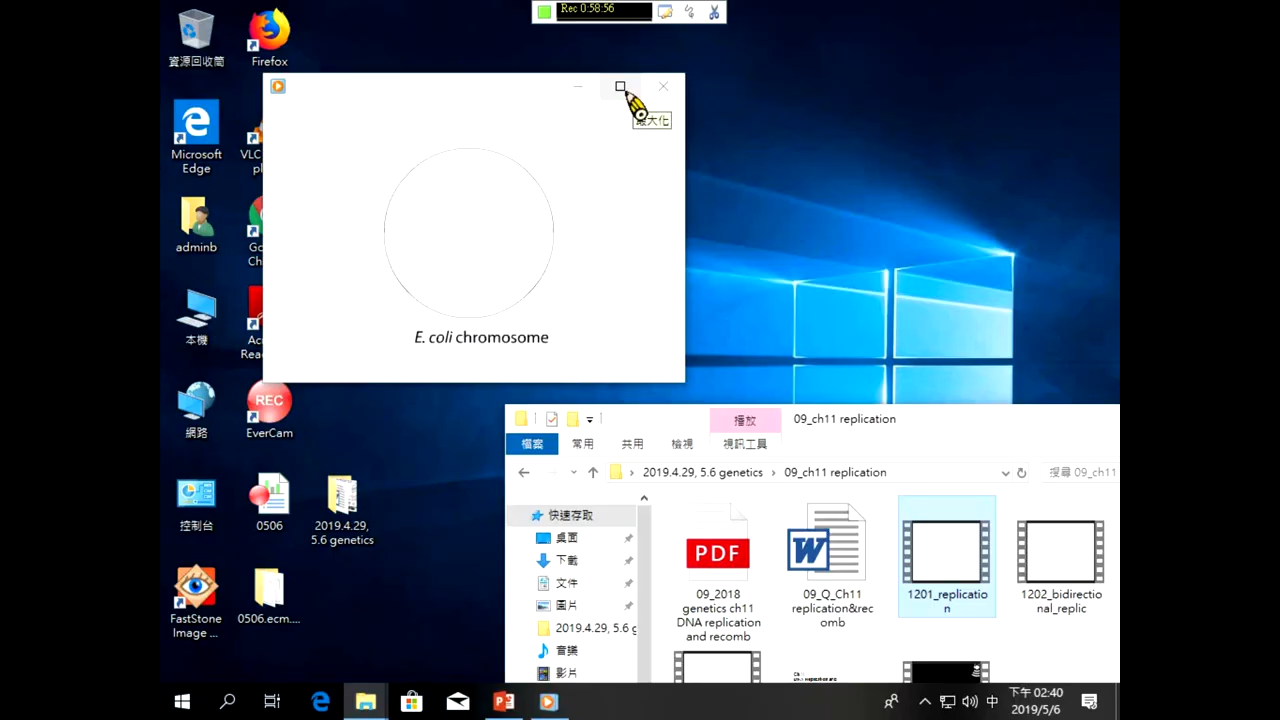 Rec 0:58:56
資源回收筒
Firefox
最大化
Microsoft
Edge
VLC
pl
adminb
Go
Ch
E. coli chromosome
本機
Acr
Rea
網路
REC
EverCam
控制台
0506
2019.4.29,
5.6 genetics
FastStone
Image ...
0506.ecm....
播放
09_ch11 replication
檔案
常用
共用
檢視
視訊工具
2019.4.29, 5.6 genetics
09_ch11 replication
搜尋 09_ch11
快速存取
桌面
下載
文件
圖片
2019.4.29, 5.6 g
音樂
影片
PDF
09_2018
genetics ch11
DNA replication
and recomb
W
09_Q_Ch11
replication&rec
omb
1201_replicatio
n
1202_bidirectio
nal_replic
中
下午 02:40
2019/5/6